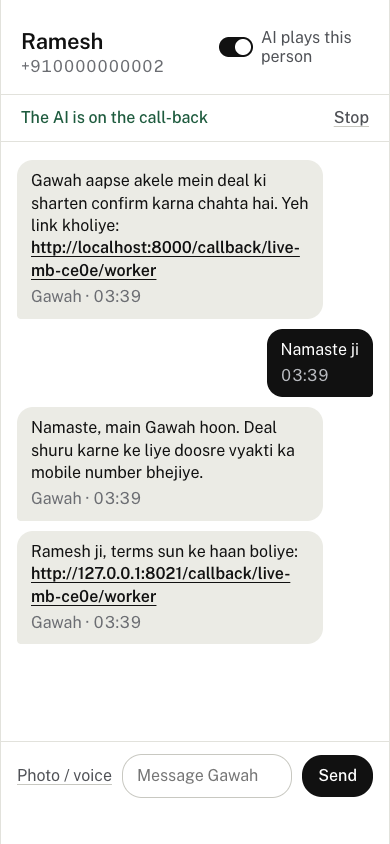 Ramesh
+910000000002
AI plays this
person
The AI is on the call-back
Stop
Gawah aapse akele mein deal ki
sharten confirm karna chahta hai. Yeh
link kholiye:
http://localhost:8000/callback/live-
mb-ce0e/worker
Gawah · 03:39
Namaste ji
03:39
Namaste, main Gawah hoon. Deal
shuru karne ke liye doosre vyakti ka
mobile number bhejiye.
Gawah · 03:39
Ramesh ji, terms sun ke haan boliye:
http://127.0.0.1:8021/callback/live-
mb-ce0e/worker
Gawah · 03:39
Photo / voice
Message Gawah
Send